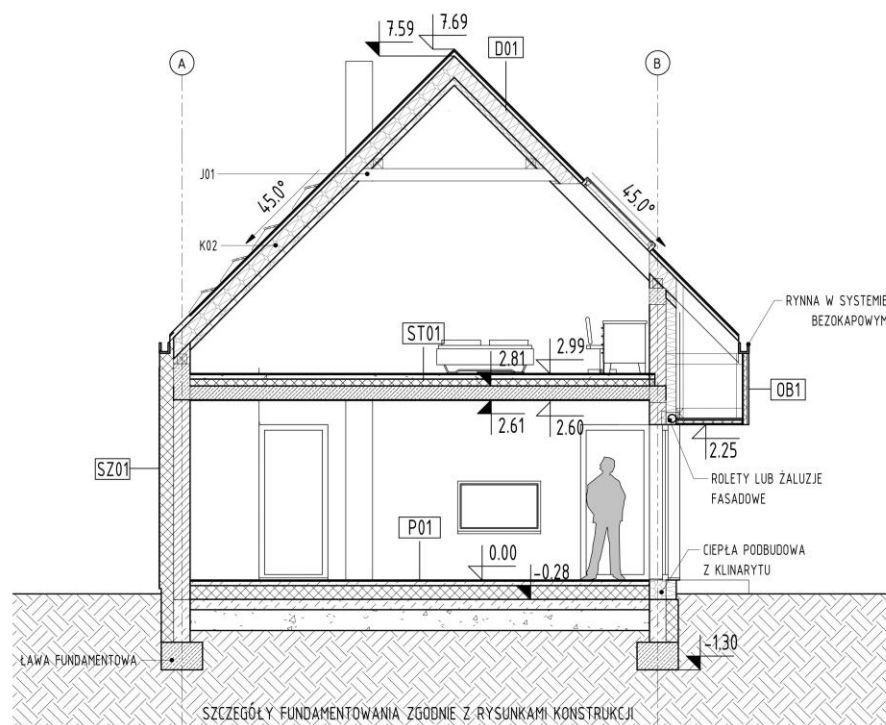 7.59
7.69
D01
A
B
J01
45.0°
45.0°
K02
RYNNA W SYSTEMIE
BEZOKAPOWYM
ST01
2.81
2.99
OB1
2.61
2.60
2.25
SZ01
ROLETY LUB ŻALUZJE
FASADOWE
P01
0.00
-0.28
CIEPŁA PODBUDOWA
Z KLINARYTU
-1.30
ŁAWA FUNDAMENTOWA
SZCZEGÓŁY FUNDAMENTOWANIA ZGODNIE Z RYSUNKAMI KONSTRUKCJI